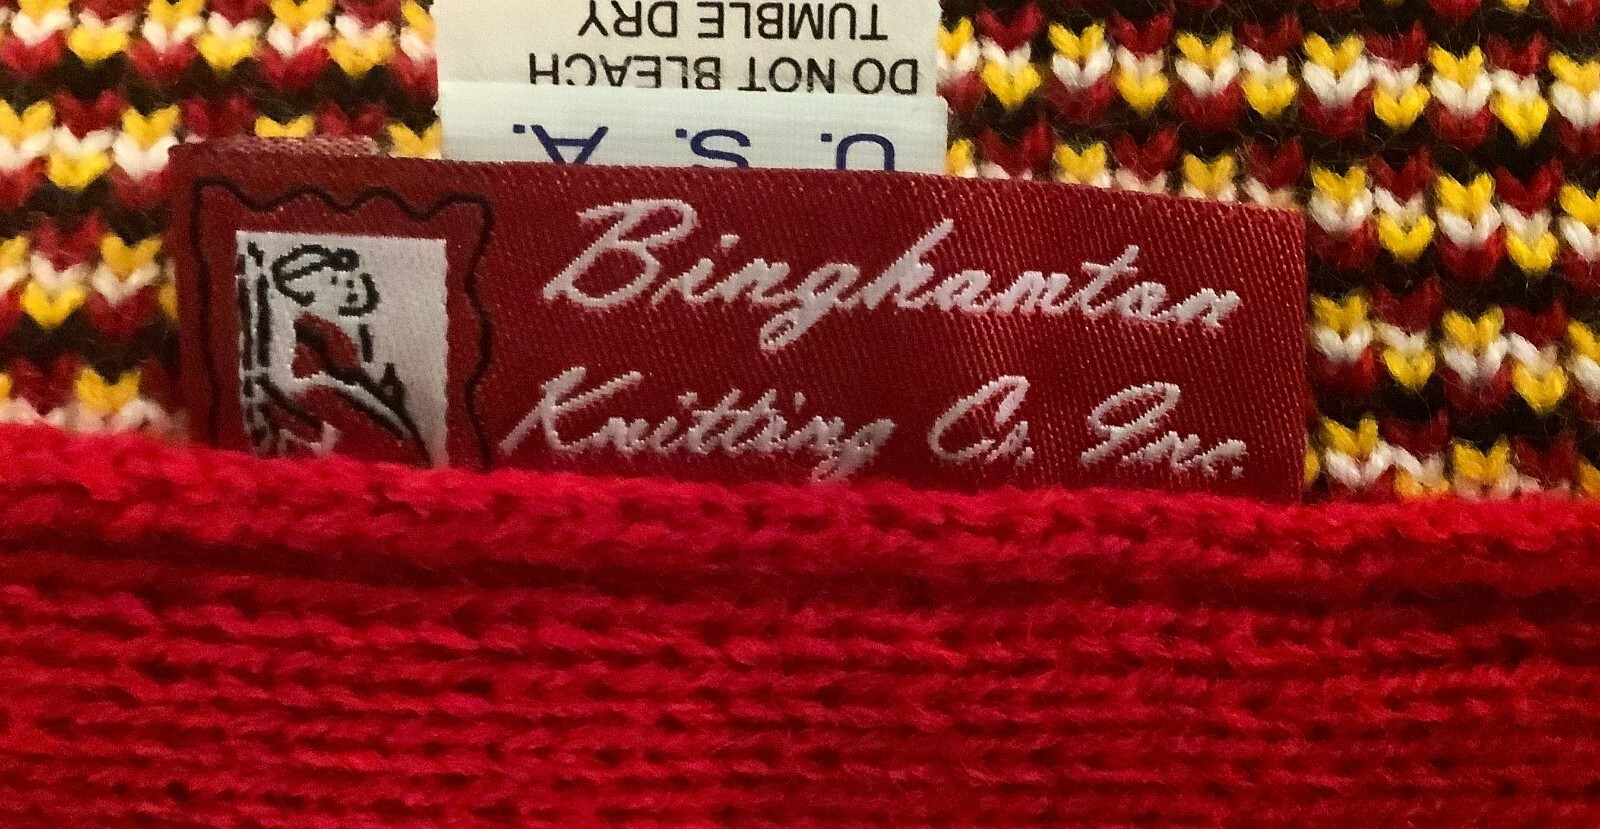 TUMBLE DRY
DO NOT BLEACH
U. S. A.
Binghamton
Knitting Co. Inc.